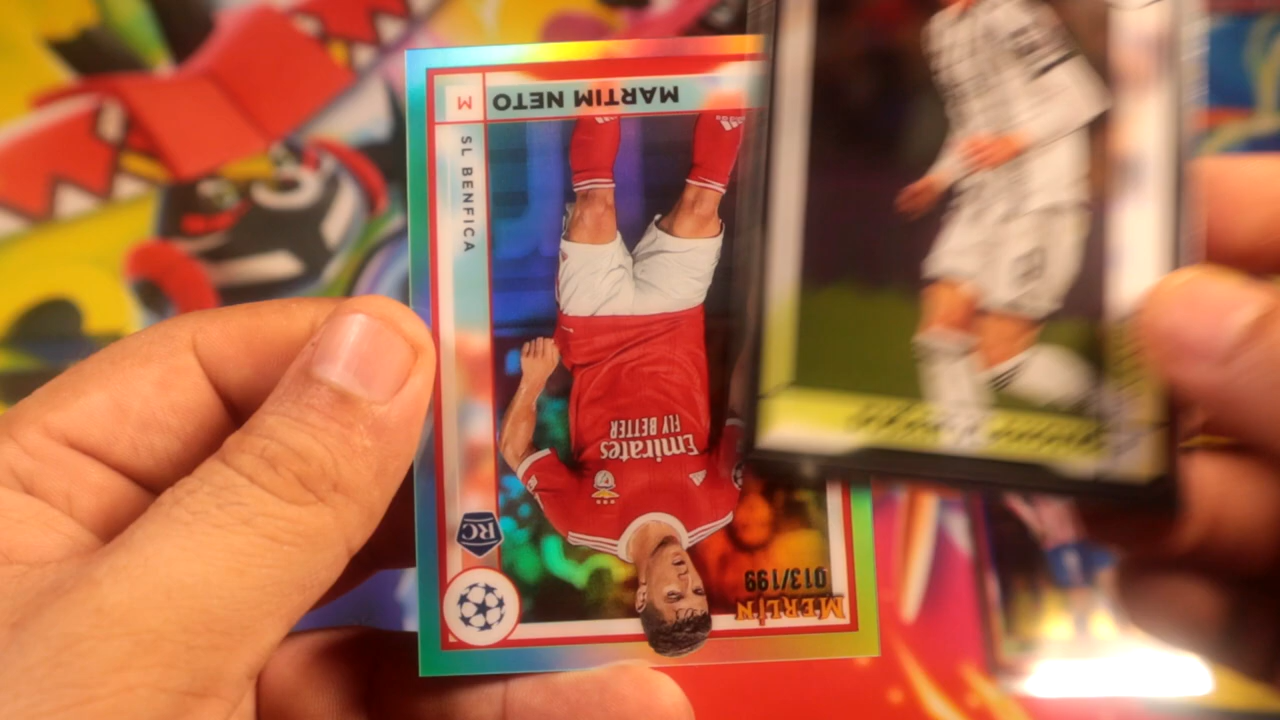 MARTIM NETO
M
SL BENFICA
Emirates
FLY BETTER
RC
013/199
MERLIN